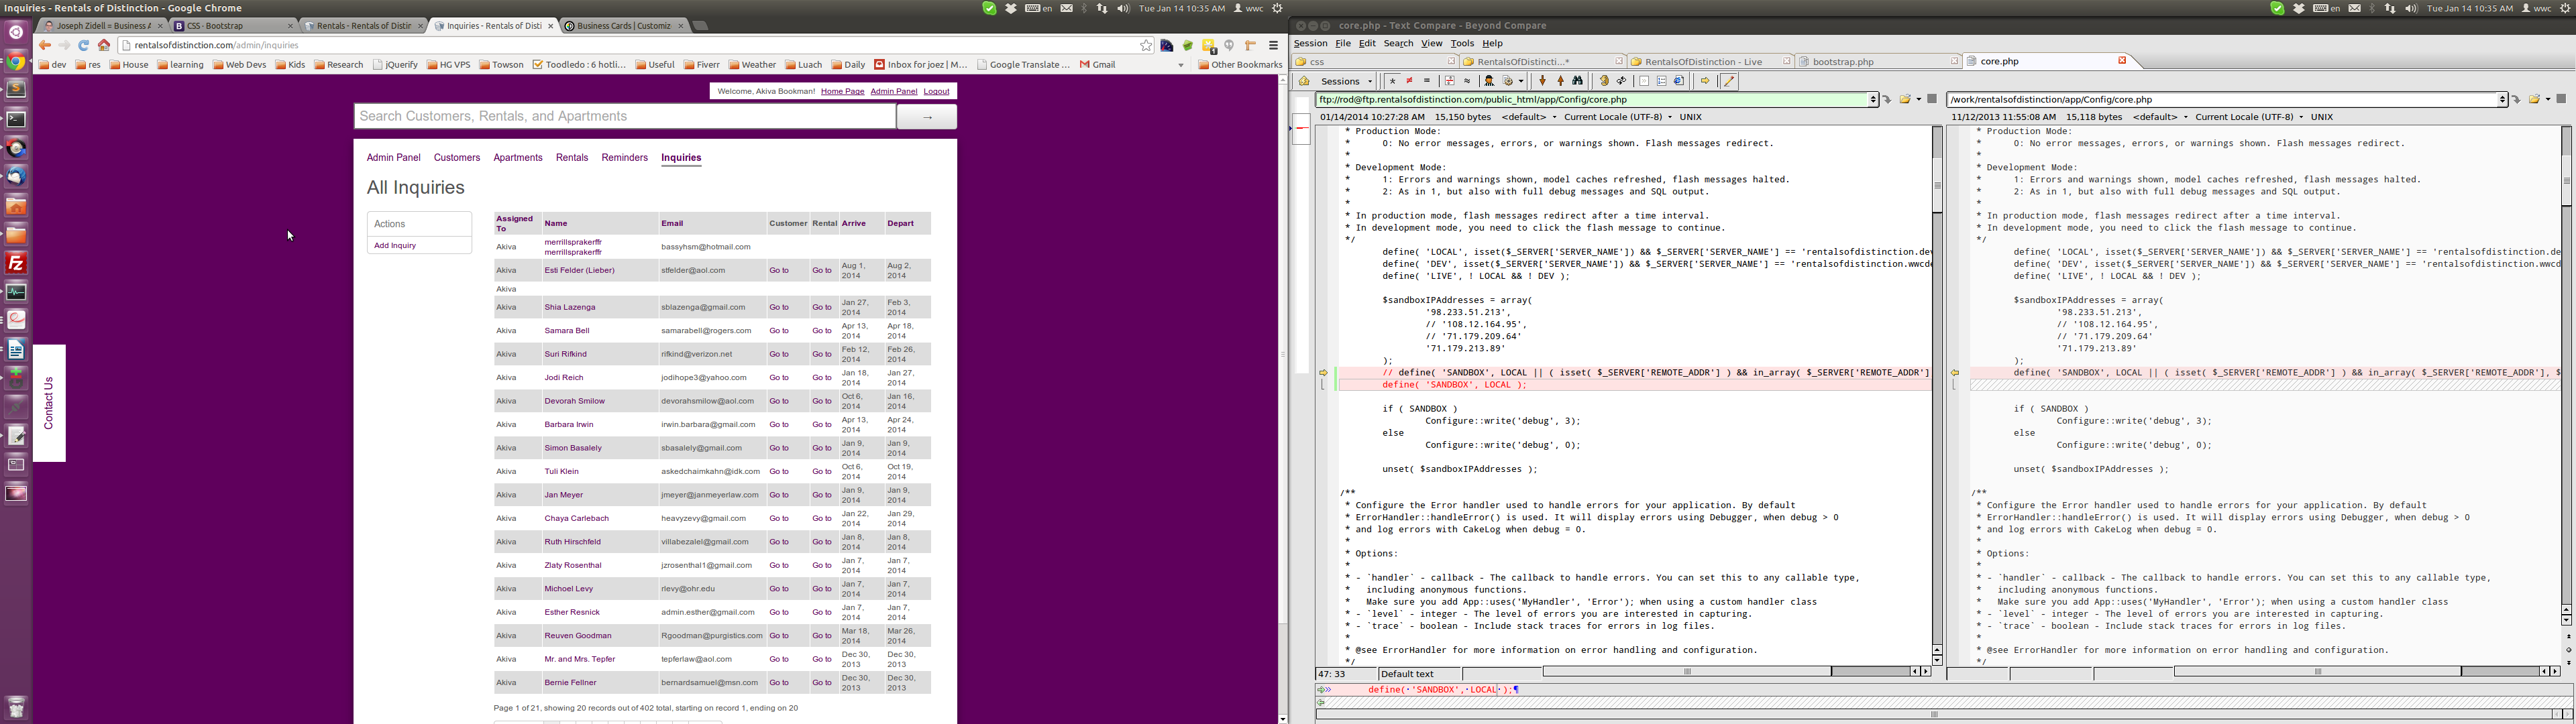 Inquiries - Rentals of Distinction - Google Chrome
en
Tue Jan 14 10:35 AM
wwc
Joseph Zidell = Business A
CSS · Bootstrap
Rentals - Rentals of Distin
Inquiries - Rentals of Disti
Business Cards | Customiz
rentalsofdistinction.com/admin/inquiries
dev
res
House
learning
Web Devs
Kids
Research
jQuerify
HG VPS
Towson
Toodledo : 6 hotli...
Useful
Fiverr
Weather
Luach
Daily
Inbox for joez | M...
Google Translate ...
Gmail
Other Bookmarks
Welcome, Akiva Bookman! Home Page Admin Panel Logout
Search Customers, Rentals, and Apartments
→
Admin Panel Customers Apartments Rentals Reminders Inquiries
All Inquiries
Actions
Add Inquiry
Contact Us
Assigned To Name Email Customer Rental Arrive Depart
Akiva merrillsprakerffr merrillsprakerffr bassyhsm@hotmail.com
Akiva Esti Felder (Lieber) stfelder@aol.com Go to Go to Aug 1, 2014 Aug 2, 2014
Akiva
Akiva Shia Lazenga sblazenga@gmail.com Go to Go to Jan 27, 2014 Feb 3, 2014
Akiva Samara Bell samarabell@rogers.com Go to Go to Apr 13, 2014 Apr 18, 2014
Akiva Suri Rifkind rifkind@verizon.net Go to Go to Feb 12, 2014 Feb 26, 2014
Akiva Jodi Reich jodihope3@yahoo.com Go to Go to Jan 18, 2014 Jan 27, 2014
Akiva Devorah Smilow devorahsmilow@aol.com Go to Go to Oct 6, 2014 Jan 16, 2014
Akiva Barbara Irwin irwin.barbara@gmail.com Go to Go to Apr 13, 2014 Apr 24, 2014
Akiva Simon Basalely sbasalely@gmail.com Go to Go to Jan 9, 2014 Jan 9, 2014
Akiva Tuli Klein askedchaimkahn@idk.com Go to Go to Oct 6, 2014 Oct 19, 2014
Akiva Jan Meyer jmeyer@janmeyerlaw.com Go to Go to Jan 9, 2014 Jan 9, 2014
Akiva Chaya Carlebach heavyzevy@gmail.com Go to Go to Jan 22, 2014 Jan 29, 2014
Akiva Ruth Hirschfeld villabezalel@gmail.com Go to Go to Jan 8, 2014 Jan 8, 2014
Akiva Zlaty Rosenthal jzrosenthal1@gmail.com Go to Go to Jan 7, 2014 Jan 7, 2014
Akiva Michoel Levy rlevy@ohr.edu Go to Go to Jan 7, 2014 Jan 7, 2014
Akiva Esther Resnick admin.esther@gmail.com Go to Go to Jan 7, 2014 Jan 7, 2014
Akiva Reuven Goodman Rgoodman@purgistics.com Go to Go to Mar 18, 2014 Mar 26, 2014
Akiva Mr. and Mrs. Tepfer tepferlaw@aol.com Go to Go to Dec 30, 2013 Dec 30, 2013
Akiva Bernie Fellner bernardsamuel@msn.com Go to Go to Dec 30, 2013 Dec 30, 2013
Page 1 of 21, showing 20 records out of 402 total, starting on record 1, ending on 20
core.php - Text Compare - Beyond Compare
en
Tue Jan 14 10:35 AM
wwc
Session File Edit Search View Tools Help
css
RentalsOfDistincti...*
RentalsOfDistinction - Live
bootstrap.php
core.php
Sessions
ftp://rod@ftp.rentalsofdistinction.com/public_html/app/Config/core.php
01/14/2014 10:27:28 AM 15,150 bytes <default> Current Locale (UTF-8) UNIX
* Production Mode:
* 0: No error messages, errors, or warnings shown. Flash messages redirect.
*
* Development Mode:
* 1: Errors and warnings shown, model caches refreshed, flash messages halted.
* 2: As in 1, but also with full debug messages and SQL output.
*
* In production mode, flash messages redirect after a time interval.
* In development mode, you need to click the flash message to continue.
*/
define( 'LOCAL', isset($_SERVER['SERVER_NAME']) && $_SERVER['SERVER_NAME'] == 'rentalsofdistinction.dev
define( 'DEV', isset($_SERVER['SERVER_NAME']) && $_SERVER['SERVER_NAME'] == 'rentalsofdistinction.wwcde
define( 'LIVE', ! LOCAL && ! DEV );
$sandboxIPAddresses = array(
'98.233.51.213',
// '108.12.164.95',
// '71.179.209.64'
'71.179.213.89'
);
// define( 'SANDBOX', LOCAL || ( isset( $_SERVER['REMOTE_ADDR'] ) && in_array( $_SERVER['REMOTE_ADDR']
define( 'SANDBOX', LOCAL );
if ( SANDBOX )
Configure::write('debug', 3);
else
Configure::write('debug', 0);
unset( $sandboxIPAddresses );
/**
* Configure the Error handler used to handle errors for your application. By default
* ErrorHandler::handleError() is used. It will display errors using Debugger, when debug > 0
* and log errors with CakeLog when debug = 0.
*
* Options:
*
* - `handler` - callback - The callback to handle errors. You can set this to any callable type,
* including anonymous functions.
* Make sure you add App::uses('MyHandler', 'Error'); when using a custom handler class
* - `level` - integer - The level of errors you are interested in capturing.
* - `trace` - boolean - Include stack traces for errors in log files.
*
* @see ErrorHandler for more information on error handling and configuration.
*/
47: 33 Default text
define( 'SANDBOX', LOCAL );¶
/work/rentalsofdistinction/app/Config/core.php
11/12/2013 11:55:08 AM 15,118 bytes <default> Current Locale (UTF-8) UNIX
* Production Mode:
* 0: No error messages, errors, or warnings shown. Flash messages redirect.
*
* Development Mode:
* 1: Errors and warnings shown, model caches refreshed, flash messages halted.
* 2: As in 1, but also with full debug messages and SQL output.
*
* In production mode, flash messages redirect after a time interval.
* In development mode, you need to click the flash message to continue.
*/
define( 'LOCAL', isset($_SERVER['SERVER_NAME']) && $_SERVER['SERVER_NAME'] == 'rentalsofdistinction.de
define( 'DEV', isset($_SERVER['SERVER_NAME']) && $_SERVER['SERVER_NAME'] == 'rentalsofdistinction.wwcd
define( 'LIVE', ! LOCAL && ! DEV );
$sandboxIPAddresses = array(
'98.233.51.213',
// '108.12.164.95',
// '71.179.209.64'
'71.179.213.89'
);
define( 'SANDBOX', LOCAL || ( isset( $_SERVER['REMOTE_ADDR'] ) && in_array( $_SERVER['REMOTE_ADDR'], $
if ( SANDBOX )
Configure::write('debug', 3);
else
Configure::write('debug', 0);
unset( $sandboxIPAddresses );
/**
* Configure the Error handler used to handle errors for your application. By default
* ErrorHandler::handleError() is used. It will display errors using Debugger, when debug > 0
* and log errors with CakeLog when debug = 0.
*
* Options:
*
* - `handler` - callback - The callback to handle errors. You can set this to any callable type,
* including anonymous functions.
* Make sure you add App::uses('MyHandler', 'Error'); when using a custom handler class
* - `level` - integer - The level of errors you are interested in capturing.
* - `trace` - boolean - Include stack traces for errors in log files.
*
* @see ErrorHandler for more information on error handling and configuration.
*/